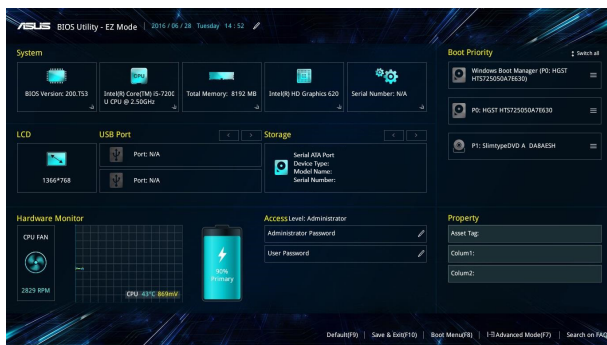 ASUS BIOS Utility - EZ Mode 2016 / 06 / 28 Tuesday 14 : 52
System
BIOS Version: 200.T53
Intel(R) Core(TM) i5-7200
U CPU @ 2.50GHz
Total Memory: 8192 MB
Intel(R) HD Graphics 620
Serial Number: N/A
Boot Priority
Switch all
Windows Boot Manager (P0: HGST
HTS725050A7E630)
P0: HGST HTS725050A7E630
P1: SlimtypeDVD A DA8AESH
LCD
1366*768
USB Port
< >
Port: N/A
Port: N/A
Storage
< >
Serial ATA Port
Device Type:
Model Name:
Serial Number:
Hardware Monitor
CPU FAN
2829 RPM
CPU 43°C 869mV
90%
Primary
Access Level: Administrator
Administrator Password
User Password
Property
Asset Tag:
Colum1:
Colum2:
Default(F9) | Save & Exit(F10) | Boot Menu(F8) | Advanced Mode(F7) | Search on FAQ